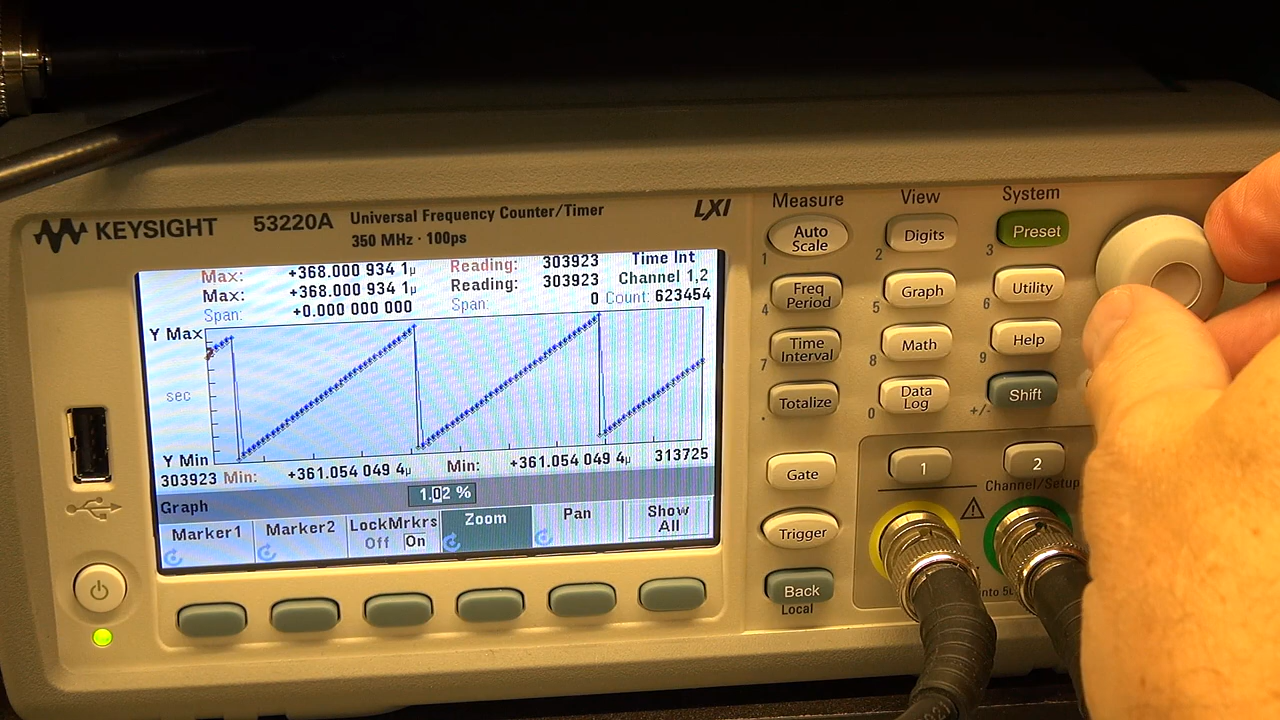 KEYSIGHT 53220A Universal Frequency Counter/Timer LXI
350 MHz · 100ps
Max: +368.000 934 1µ Reading: 303923 Time Int
Max: +368.000 934 1µ Reading: 303923 Channel 1,2
Span: +0.000 000 000 Span: 0 Count: 623454
Y Max
sec
Y Min
303923 Min: +361.054 049 4µ Min: +361.054 049 4µ 313725
Graph 1.02 %
Marker1 Marker2 LockMrkrs Off On Zoom Pan Show All
Measure View System
Auto Scale 1 Digits 2 Preset 3
Freq Period 4 Graph 5 Utility 6
Time Interval 7 Math 8 Help 9
Totalize . Data Log 0 Shift +/-
Gate 1 2
Channel/Setup
Trigger
Back
Local